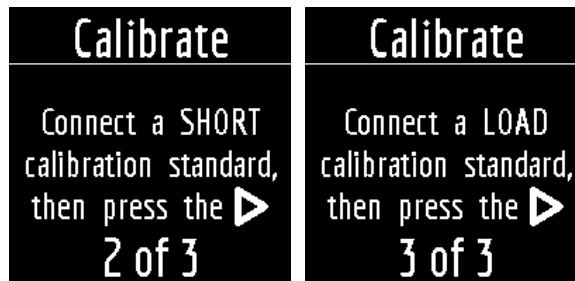 Calibrate
Connect a SHORT
calibration standard,
then press the
2 of 3
Calibrate
Connect a LOAD
calibration standard,
then press the
3 of 3